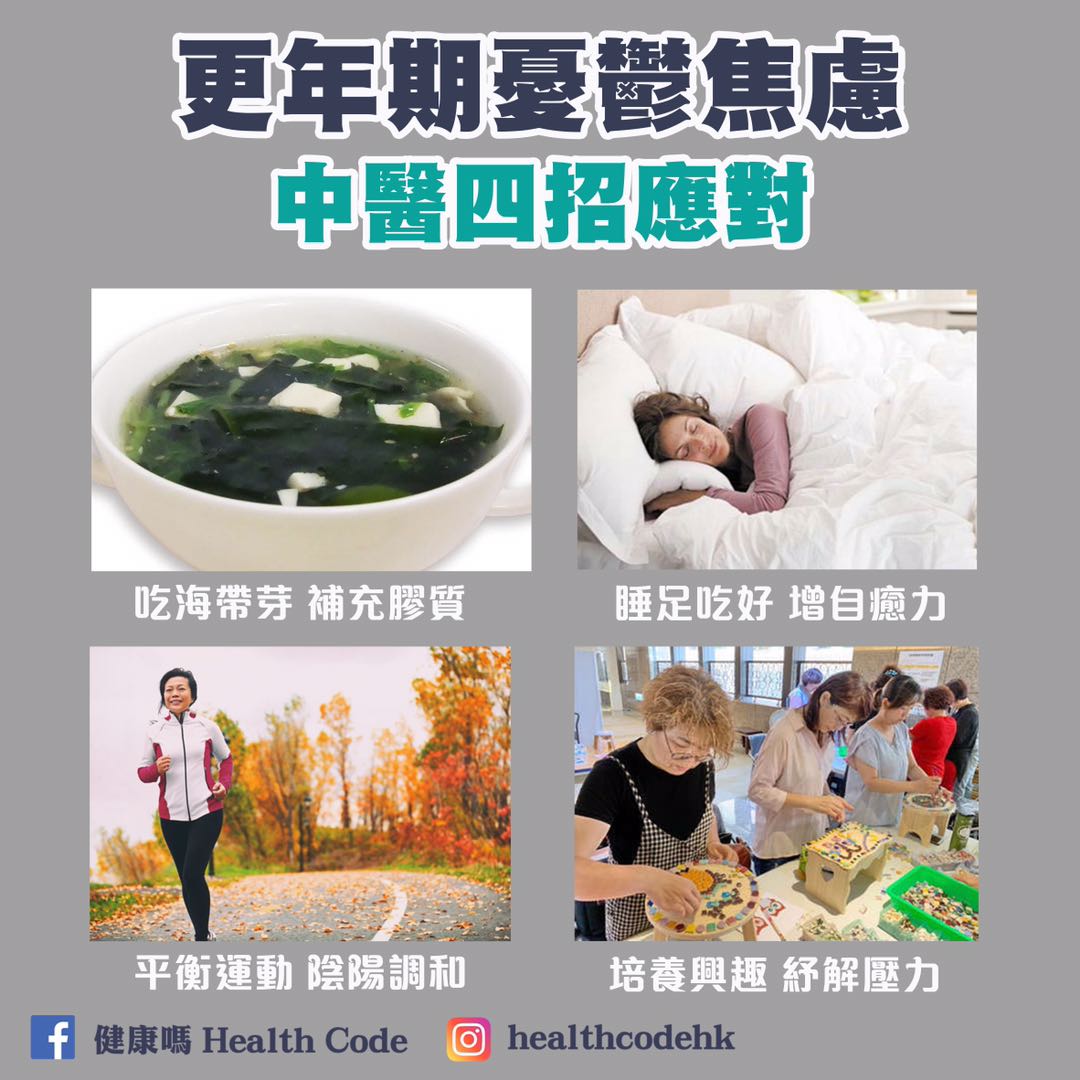 更年期憂鬱焦慮
中醫四招應對
吃海帶芽 補充膠質
睡足吃好 增自癒力
平衡運動 陰陽調和
培養興趣 紓解壓力
健康嗎 Health Code
healthcodehk